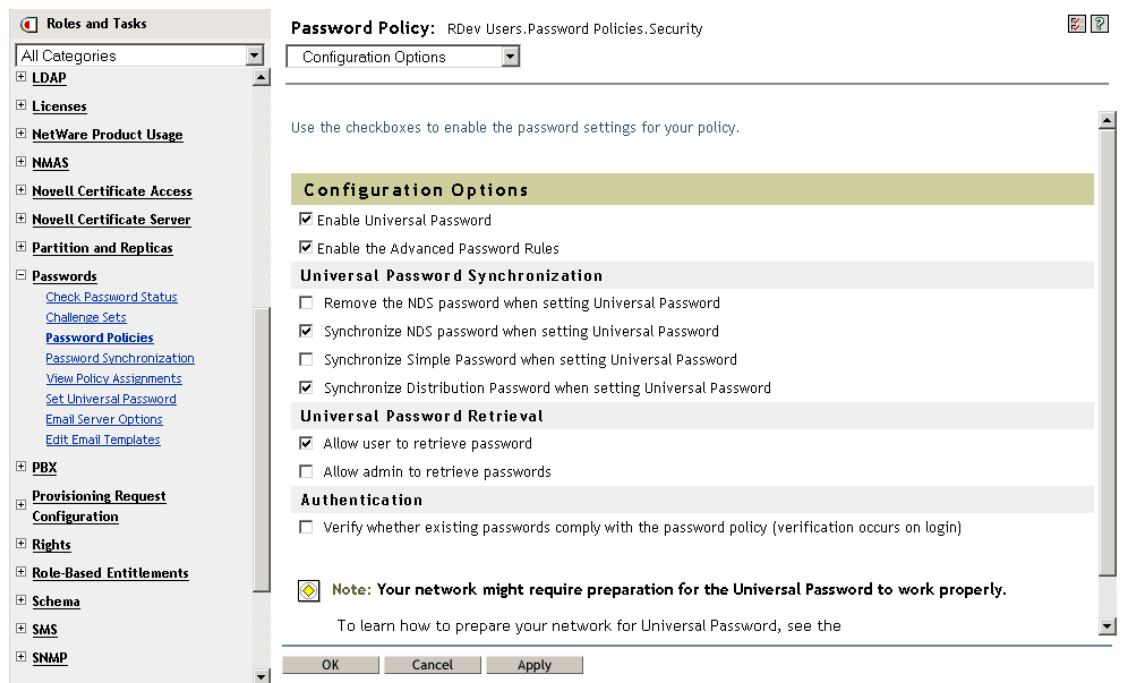 Roles and Tasks
All Categories
LDAP
Licenses
NetWare Product Usage
NMAS
Novell Certificate Access
Novell Certificate Server
Partition and Replicas
Passwords
Check Password Status
Challenge Sets
Password Policies
Password Synchronization
View Policy Assignments
Set Universal Password
Email Server Options
Edit Email Templates
PBX
Provisioning Request
Configuration
Rights
Role-Based Entitlements
Schema
SMS
SNMP
Password Policy: RDev Users.Password Policies.Security
Configuration Options
Use the checkboxes to enable the password settings for your policy.
Configuration Options
Enable Universal Password
Enable the Advanced Password Rules
Universal Password Synchronization
Remove the NDS password when setting Universal Password
Synchronize NDS password when setting Universal Password
Synchronize Simple Password when setting Universal Password
Synchronize Distribution Password when setting Universal Password
Universal Password Retrieval
Allow user to retrieve password
Allow admin to retrieve passwords
Authentication
Verify whether existing passwords comply with the password policy (verification occurs on login)
Note: Your network might require preparation for the Universal Password to work properly.
To learn how to prepare your network for Universal Password, see the
OK Cancel Apply